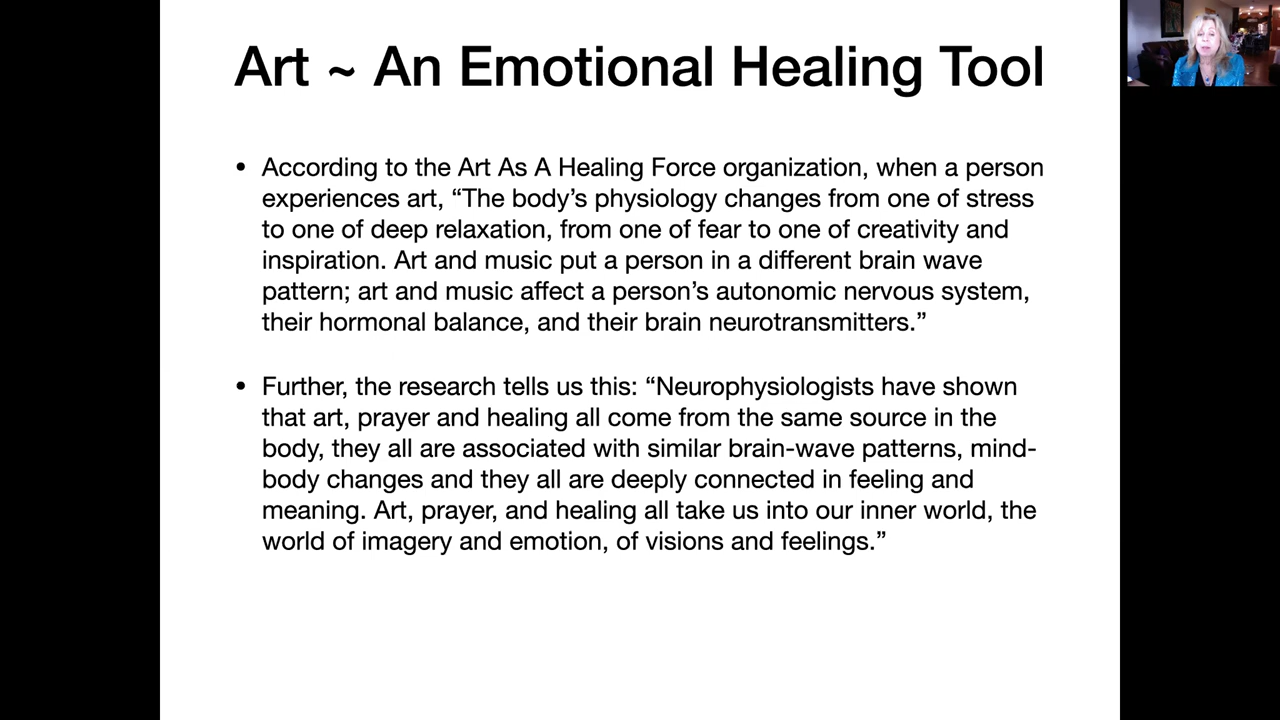 Art ~ An Emotional Healing Tool
• According to the Art As A Healing Force organization, when a person
experiences art, “The body’s physiology changes from one of stress
to one of deep relaxation, from one of fear to one of creativity and
inspiration. Art and music put a person in a different brain wave
pattern; art and music affect a person’s autonomic nervous system,
their hormonal balance, and their brain neurotransmitters.”
• Further, the research tells us this: “Neurophysiologists have shown
that art, prayer and healing all come from the same source in the
body, they all are associated with similar brain-wave patterns, mind-
body changes and they all are deeply connected in feeling and
meaning. Art, prayer, and healing all take us into our inner world, the
world of imagery and emotion, of visions and feelings.”